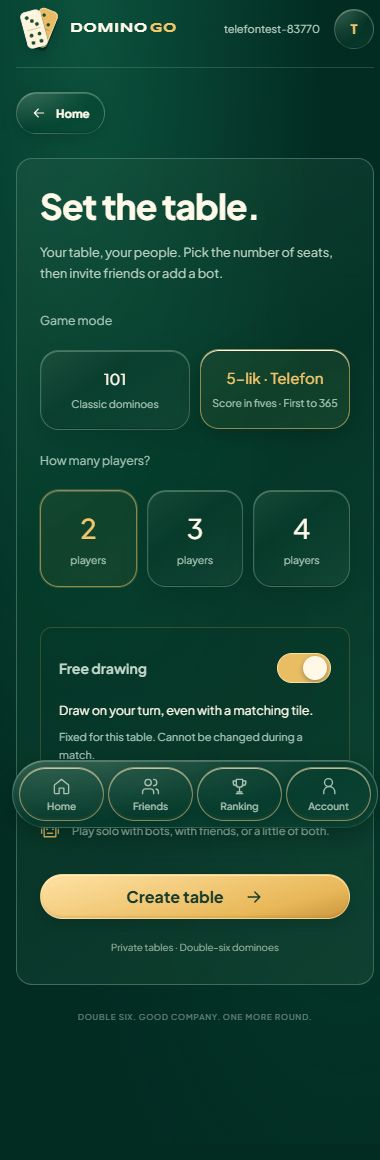 DOMINO GO
telefontest-83770
T
Home
Set the table.
Your table, your people. Pick the number of seats,
then invite friends or add a bot.
Game mode
101
Classic dominoes
5-lik · Telefon
Score in fives · First to 365
How many players?
2
players
3
players
4
players
Free drawing
Draw on your turn, even with a matching tile.
Fixed for this table. Cannot be changed during a
match.
Home
Friends
Ranking
Account
Play solo with bots, with friends, or a little of both.
Create table
Private tables · Double-six dominoes
DOUBLE SIX. GOOD COMPANY. ONE MORE ROUND.